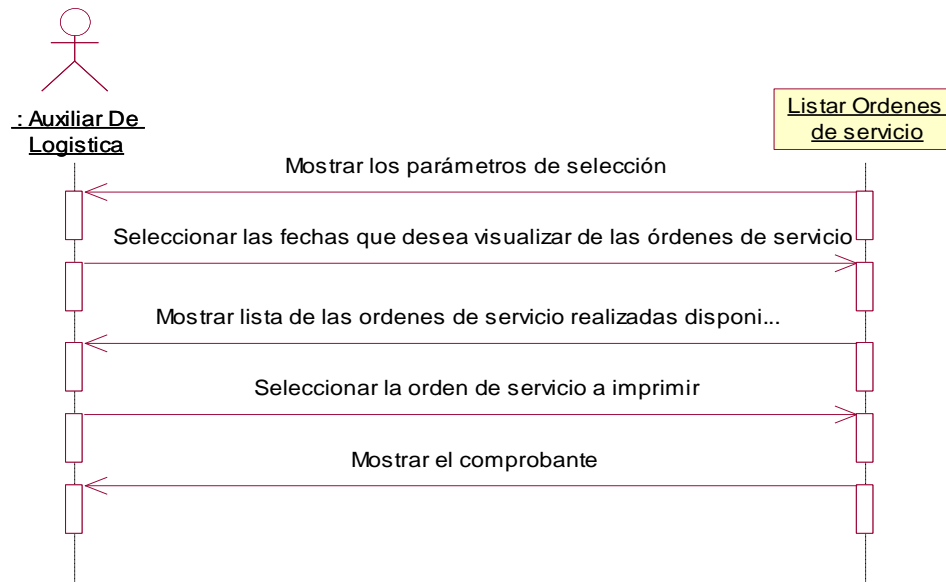 : Auxiliar De
Logistica
Listar Ordenes
de servicio
Mostrar los parámetros de selección
Seleccionar las fechas que desea visualizar de las órdenes de servicio
Mostrar lista de las ordenes de servicio realizadas disponi...
Seleccionar la orden de servicio a imprimir
Mostrar el comprobante